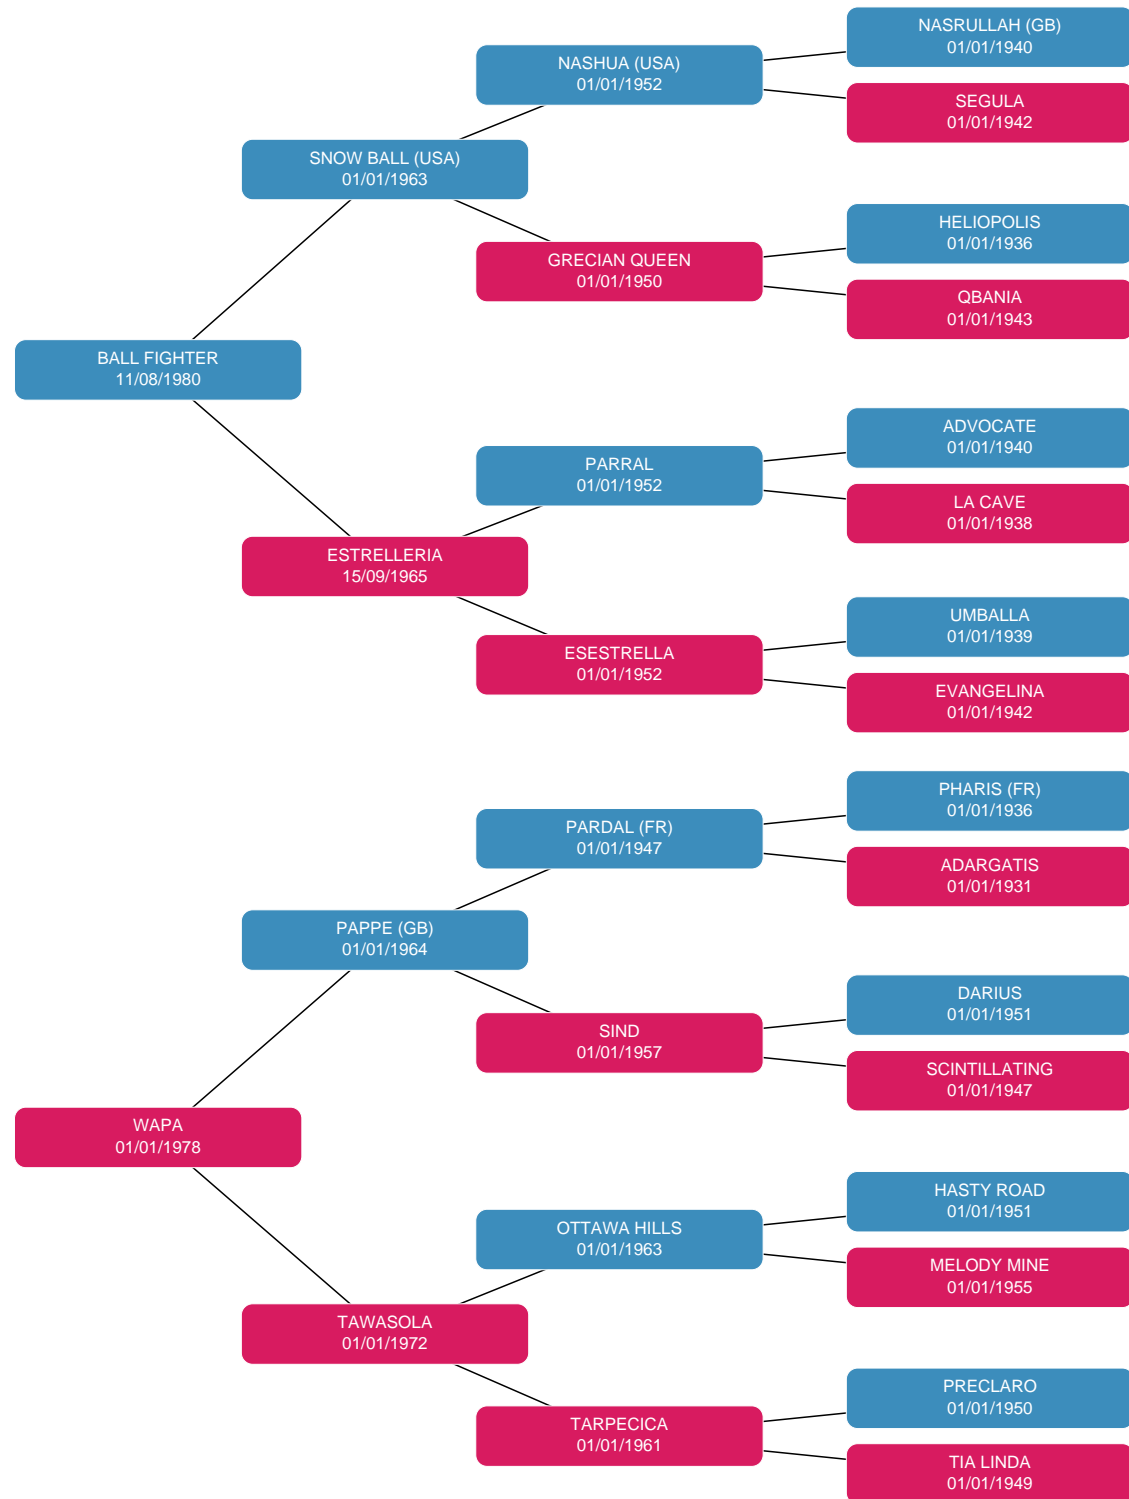 NASRULLAH (GB)
01/01/1940
NASHUA (USA)
01/01/1952
SEGULA
01/01/1942
SNOW BALL (USA)
01/01/1963
HELIOPOLIS
01/01/1936
GRECIAN QUEEN
01/01/1950
QBANIA
01/01/1943
BALL FIGHTER
11/08/1980
ADVOCATE
01/01/1940
PARRAL
01/01/1952
LA CAVE
01/01/1938
ESTRELLERIA
15/09/1965
UMBALLA
01/01/1939
ESESTRELLA
01/01/1952
EVANGELINA
01/01/1942
PHARIS (FR)
01/01/1936
PARDAL (FR)
01/01/1947
ADARGATIS
01/01/1931
PAPPE (GB)
01/01/1964
DARIUS
01/01/1951
SIND
01/01/1957
SCINTILLATING
01/01/1947
WAPA
01/01/1978
HASTY ROAD
01/01/1951
OTTAWA HILLS
01/01/1963
MELODY MINE
01/01/1955
TAWASOLA
01/01/1972
PRECLARO
01/01/1950
TARPECICA
01/01/1961
TIA LINDA
01/01/1949